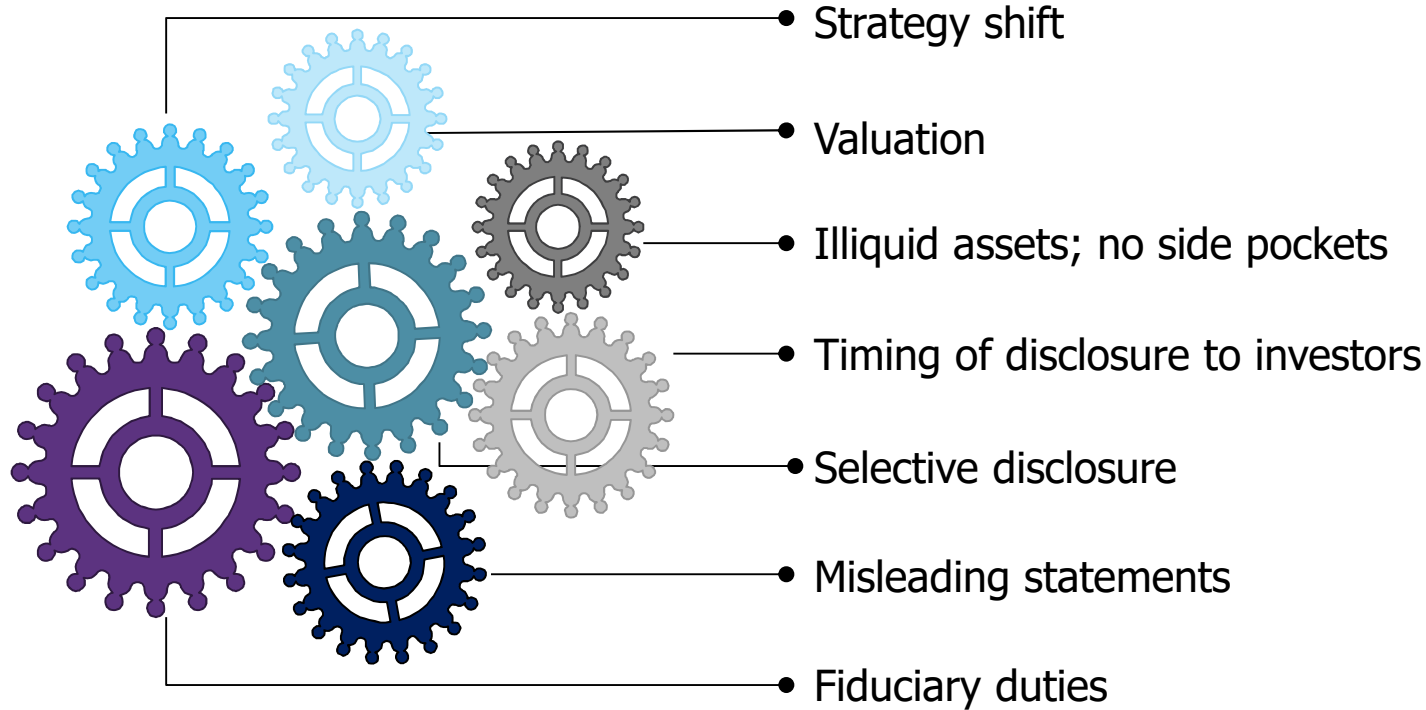 Strategy shift
Valuation
Illiquid assets; no side pockets
Timing of disclosure to investors
Selective disclosure
Misleading statements
Fiduciary duties